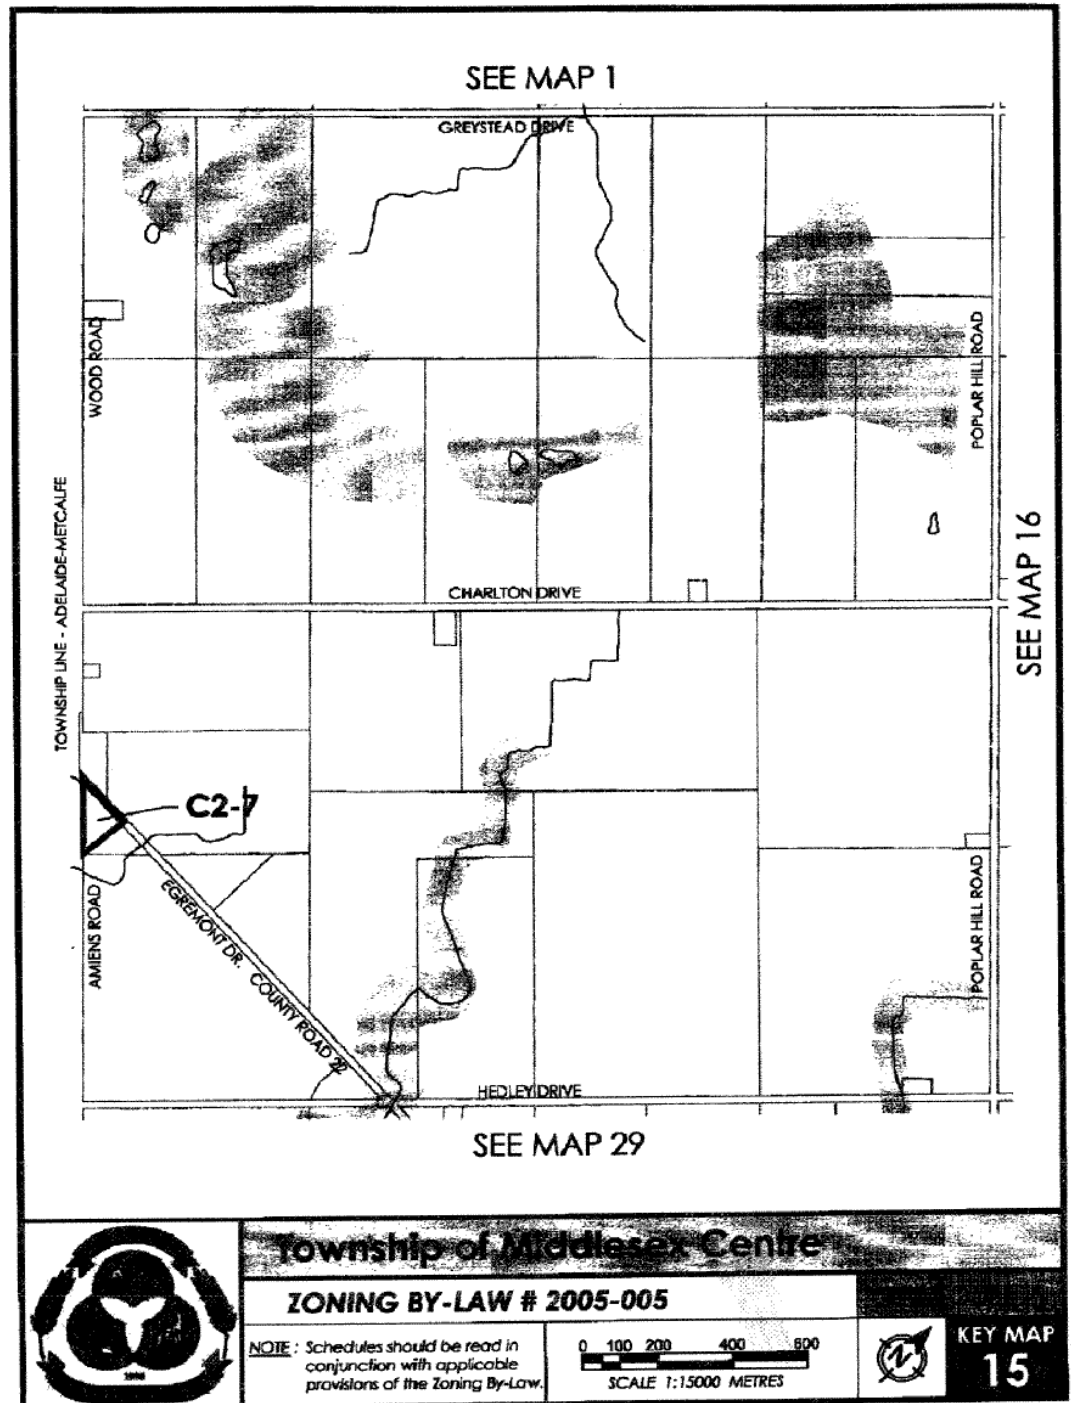 SEE MAP 1
GREYSTEAD DRIVE
WOOD ROAD
POPLAR HILL ROAD
TOWNSHIP LINE - ADELAIDE-METCALFE
SEE MAP 16
CHARLTON DRIVE
C2-7
AMIENS ROAD
EGREMONT DR. COUNTY ROAD 22
POPLAR HILL ROAD
HEDLEY DRIVE
SEE MAP 29
Township of Middlesex Centre
ZONING BY-LAW # 2005-005
NOTE : Schedules should be read in
conjunction with applicable
provisions of the Zoning By-Law.
0 100 200 400 600
SCALE 1:15000 METRES
N
KEY MAP
15
1998